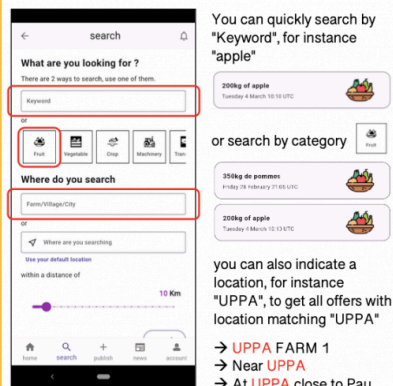 search
What are you looking for ?
There are 2 ways to search, use one of them.
Keyword
or
Fruit
Vegetable
Crop
Machinery
Tran
Where do you search
Farm/Village/City
or
Where are you searching
Use your default location
within a distance of
10 Km
home
search
publish
news
account
You can quickly search by
"Keyword", for instance
"apple"
200kg of apple
Tuesday 4 March 10:10 UTC
or search by category
Fruit
350kg de pommes
Friday 28 February 21:05 UTC
200kg of apple
Tuesday 4 March 10:13 UTC
you can also indicate a
location, for instance
"UPPA", to get all offers with
location matching "UPPA"
→ UPPA FARM 1
→ Near UPPA
→ At UPPA close to Pau